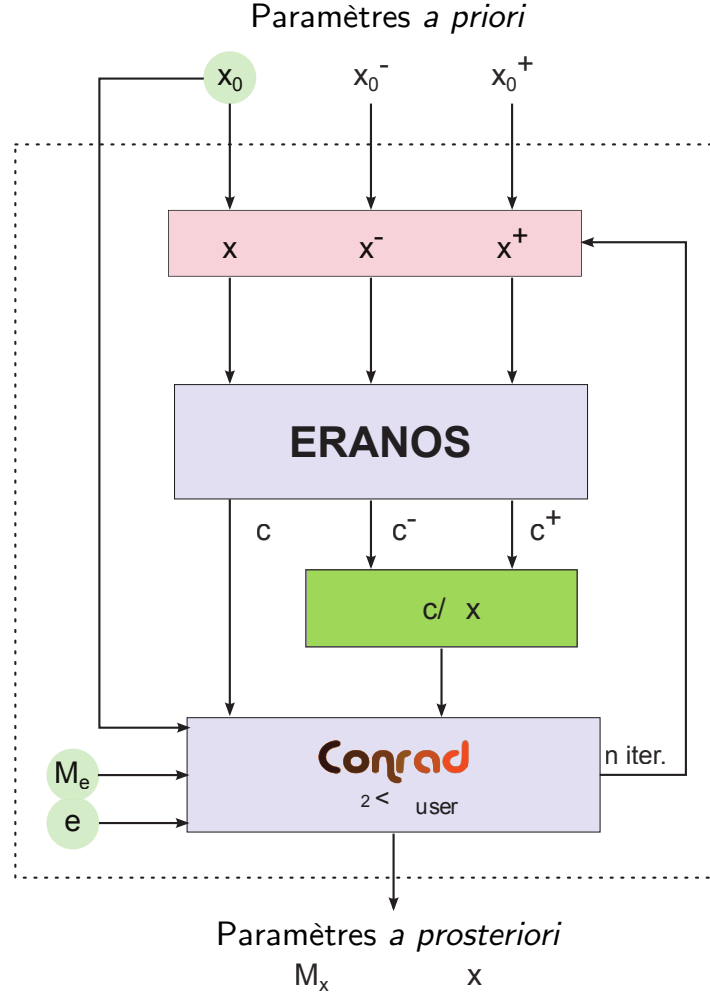 Paramètres a priori
x₀ x₀⁻ x₀⁺
x x⁻ x⁺
ERANOS
c c⁻ c⁺
c/ x
Conrad
n iter.
Mₑ
₂ < user
e
Paramètres a prosteriori
Mₓ x